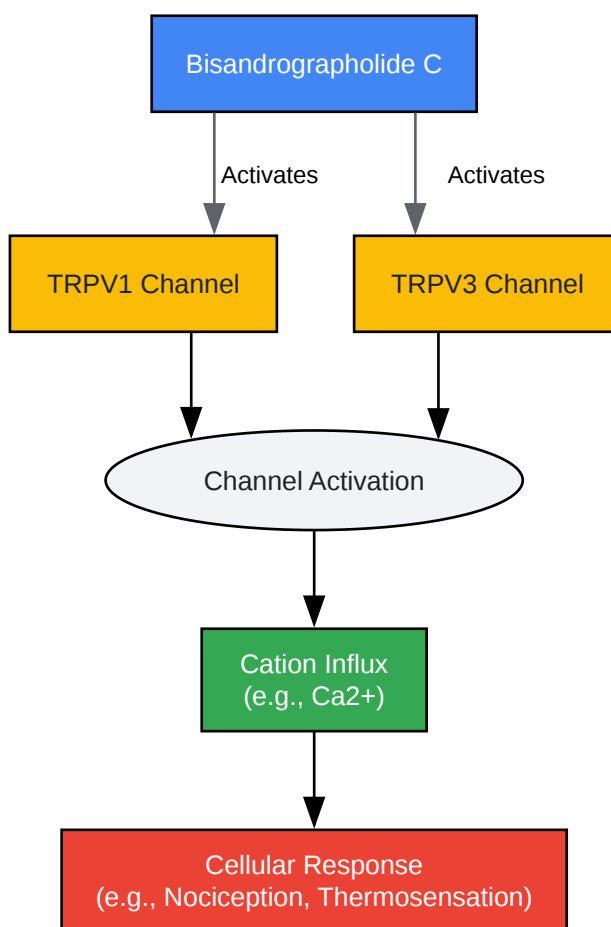 Bisandrographolide C
Activates
Activates
TRPV1 Channel
TRPV3 Channel
Channel Activation
Cation Influx
(e.g., Ca2+)
Cellular Response
(e.g., Nociception, Thermosensation)